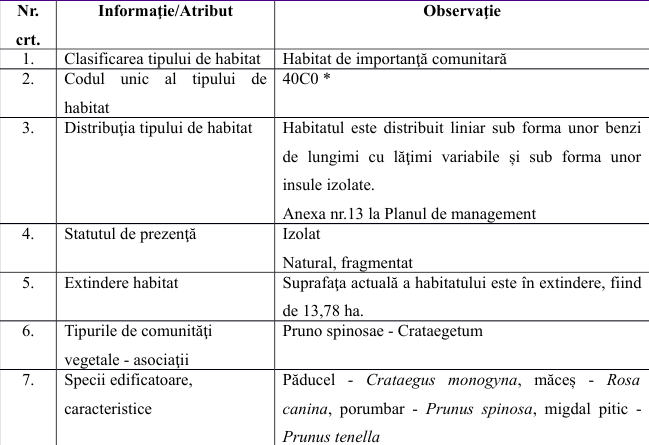 Nr. crt. Informaţie/Atribut Observaţie
1. Clasificarea tipului de habitat Habitat de importanţă comunitară
2. Codul unic al tipului de habitat 40C0 *
3. Distribuţia tipului de habitat Habitatul este distribuit liniar sub forma unor benzi
de lungimi cu lăţimi variabile și sub forma unor
insule izolate.
Anexa nr.13 la Planul de management
4. Statutul de prezenţă Izolat
Natural, fragmentat
5. Extindere habitat Suprafaţa actuală a habitatului este în extindere, fiind
de 13,78 ha.
6. Tipurile de comunităţi Pruno spinosae - Crataegetum
vegetale - asociaţii
7. Specii edificatoare, Păducel - Crataegus monogyna, măceș - Rosa
caracteristice canina, porumbar - Prunus spinosa, migdal pitic -
Prunus tenella